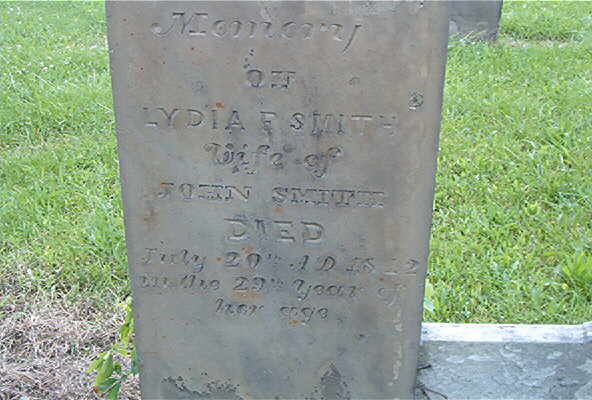 Memory
OF
LYDIA F SMITH
Wife of
JOHN SMITH
DIED
July 20th AD
in the 29th Year of
her age